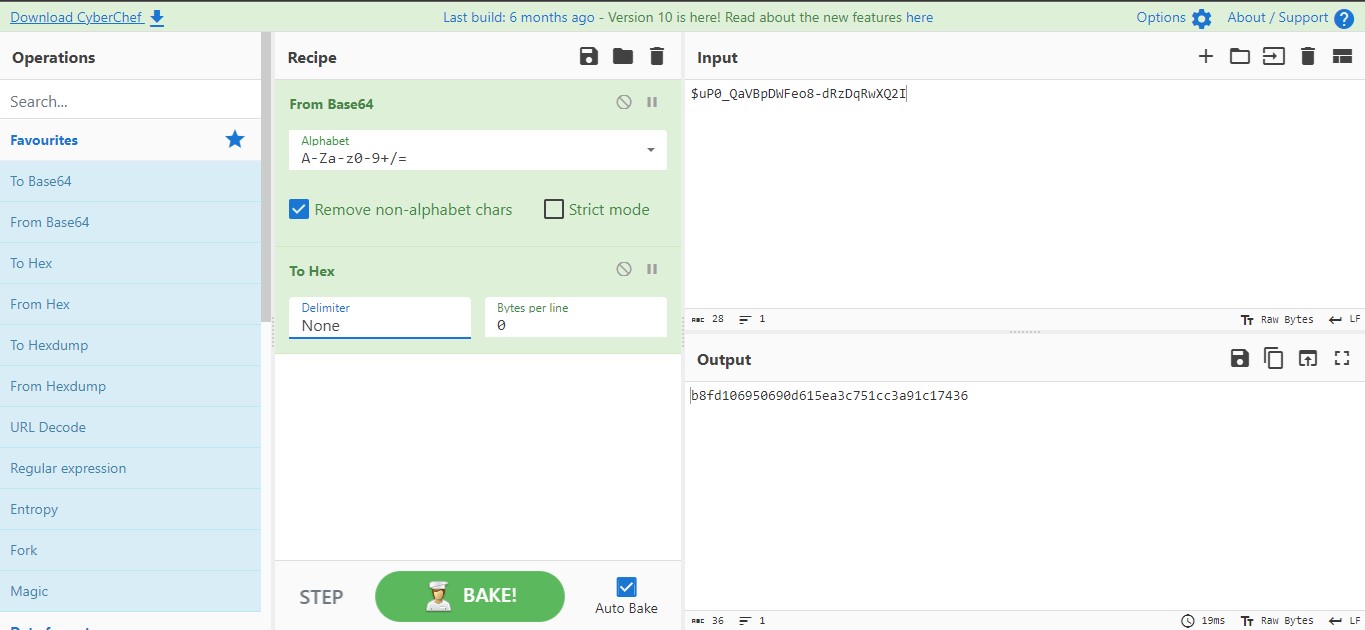 Download CyberChef
Last build: 6 months ago - Version 10 is here! Read about the new features here
Options
About / Support ?
Operations
Search...
Favourites
To Base64
From Base64
To Hex
From Hex
To Hexdump
From Hexdump
URL Decode
Regular expression
Entropy
Fork
Magic
Recipe
From Base64
Alphabet
A-Za-z0-9+/=
Remove non-alphabet chars
Strict mode
To Hex
Delimiter
None
Bytes per line
0
STEP
BAKE!
Auto Bake
Input
$uP0_QaVBpDWFeo8-dRzDqRwXQ2I
ABC 28
1
Tт Raw Bytes
LF
Output
b8fd106950690d615ea3c751cc3a91c17436
ABC 36
1
19ms
Tт Raw Bytes
LF